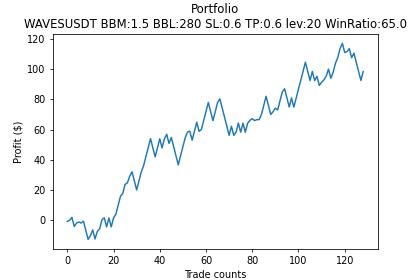 Portfolio
WAVESUSDT BBM:1.5 BBL:280 SL:0.6 TP:0.6 lev:20 WinRatio:65.0
120
100
80
60
40
20
0
Profit ($)
0 20 40 60 80 100 120
Trade counts